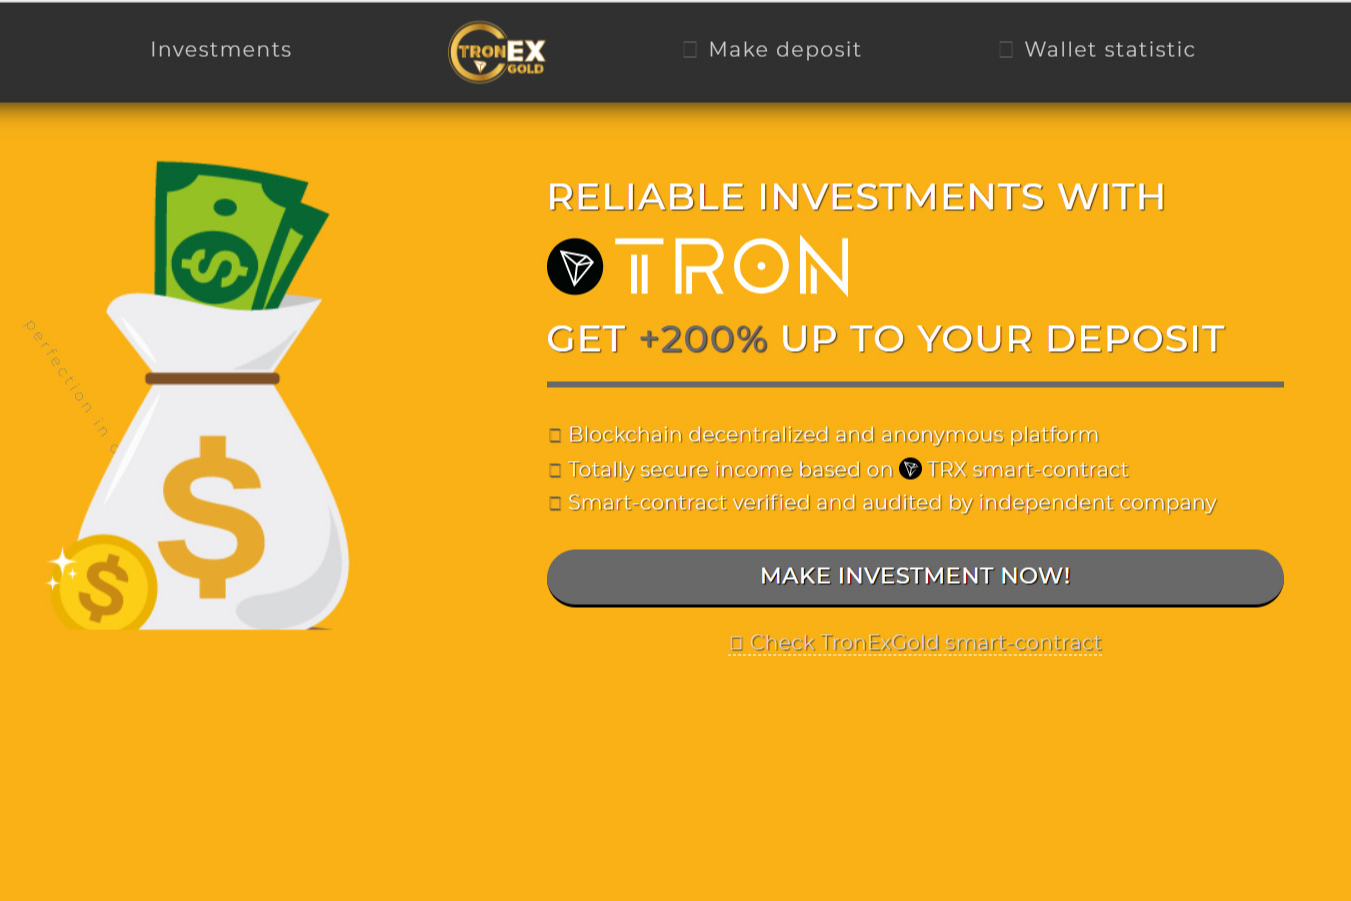 Investments
TRONEX
GOLD
Make deposit
Wallet statistic
RELIABLE INVESTMENTS WITH
TRON
GET +200% UP TO YOUR DEPOSIT
perfection in
Blockchain decentralized and anonymous platform
Totally secure income based on TRX smart-contract
Smart-contract verified and audited by independent company
$
$
$
MAKE INVESTMENT NOW!
Check TronExGold smart-contract